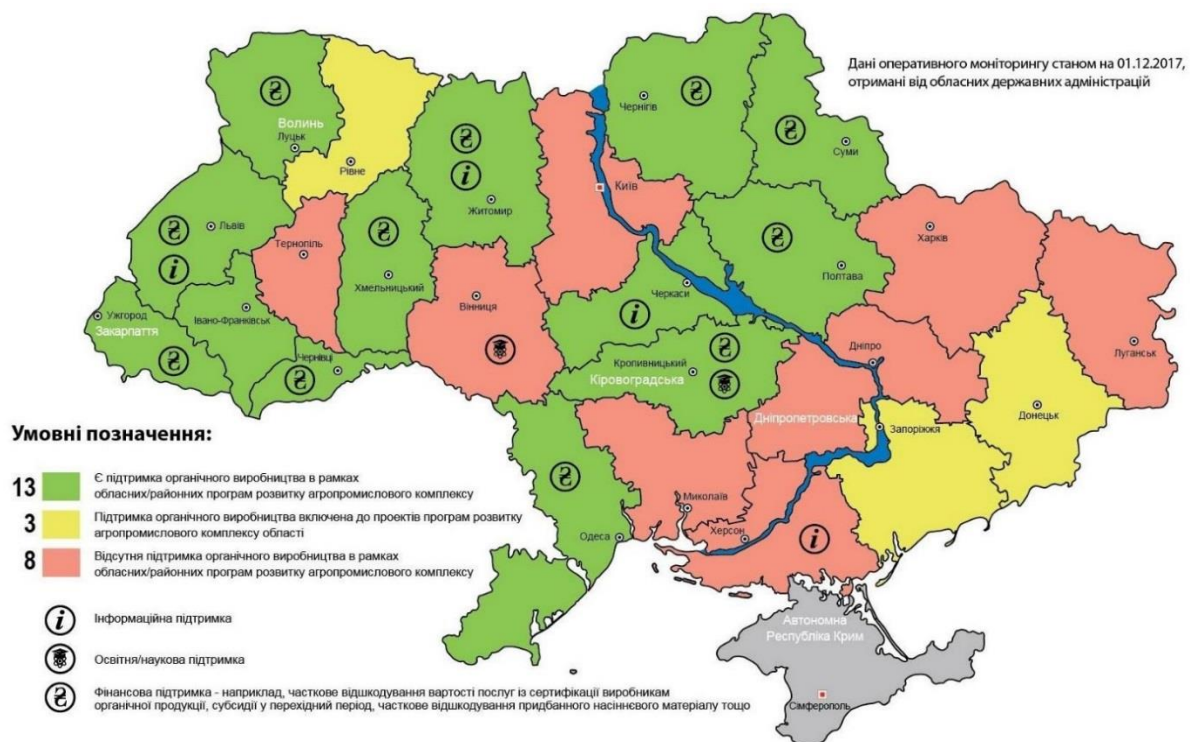 Дані оперативного моніторингу станом на 01.12.2017,
отримані від обласних державних адміністрацій
Чернігів
Волинь
Луцьк
Суми
Рівне
Київ
Житомир
Львів
Харків
Тернопіль
Хмельницький
Полтава
Черкаси
Вінниця
Ужгород
Закарпаття
Івано-Франківськ
Чернівці
Луганськ
Дніпро
Кропивницький
Кіровоградська
Дніпропетровська
Донецьк
Запоріжжя
Миколаїв
Херсон
Одеса
Автономна
Республіка Крим
Сімферополь
Умовні позначення:
13 Є підтримка органічного виробництва в рамках
обласних/районних програм розвитку агропромислового комплексу
3 Підтримка органічного виробництва включена до проектів програм розвитку
агропромислового комплексу області
8 Відсутня підтримка органічного виробництва в рамках
обласних/районних програм розвитку агропромислового комплексу
i Інформаційна підтримка
Освітня/наукова підтримка
₴ Фінансова підтримка - наприклад, часткове відшкодування вартості послуг із сертифікації виробникам
органічної продукції, субсидії у перехідний період, часткове відшкодування придбанного насіннєвого матеріалу тощо